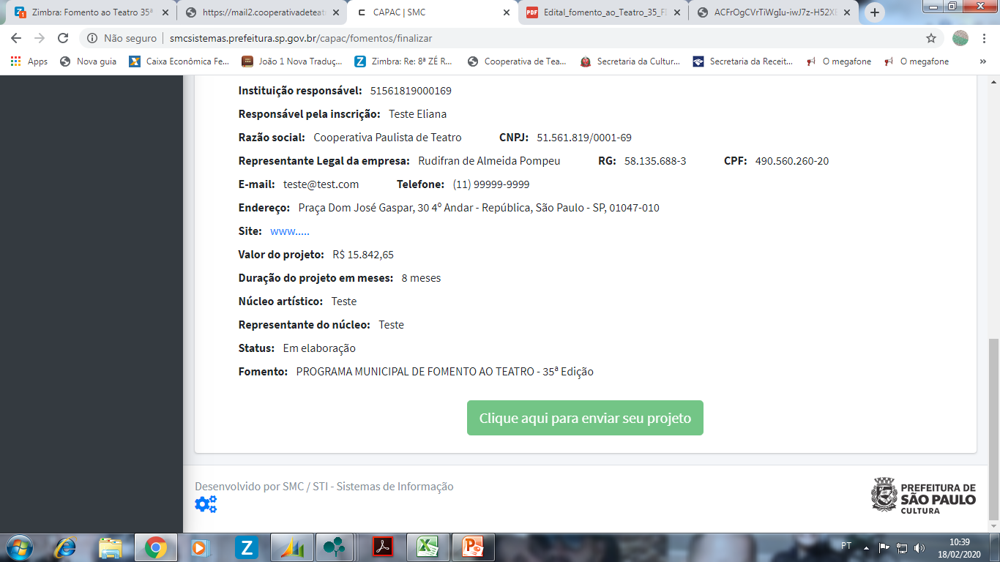 Zimbra: Fomento ao Teatro 35ª
https://mail2.cooperativadeteat
CAPAC | SMC
Edital_fomento_ao_Teatro_35_F
ACFrOgCVrTiWgIu-iwJ7z-H52X
Não seguro | smcsistemas.prefeitura.sp.gov.br/capac/fomentos/finalizar
Apps Nova guia Caixa Econômica Fe... João 1 Nova Traduç... Zimbra: Re: 8ª ZÉ R... Cooperativa de Tea... Secretaria da Cultur... Secretaria da Receit... O megafone O megafone »
Instituição responsável: 51561819000169
Responsável pela inscrição: Teste Eliana
Razão social: Cooperativa Paulista de Teatro CNPJ: 51.561.819/0001-69
Representante Legal da empresa: Rudifran de Almeida Pompeu RG: 58.135.688-3 CPF: 490.560.260-20
E-mail: teste@test.com Telefone: (11) 99999-9999
Endereço: Praça Dom José Gaspar, 30 4º Andar - República, São Paulo - SP, 01047-010
Site: www.....
Valor do projeto: R$ 15.842,65
Duração do projeto em meses: 8 meses
Núcleo artístico: Teste
Representante do núcleo: Teste
Status: Em elaboração
Fomento: PROGRAMA MUNICIPAL DE FOMENTO AO TEATRO - 35ª Edição
Clique aqui para enviar seu projeto
Desenvolvido por SMC / STI - Sistemas de Informação
PREFEITURA DE
SÃO PAULO
CULTURA
PT
10:39
18/02/2020